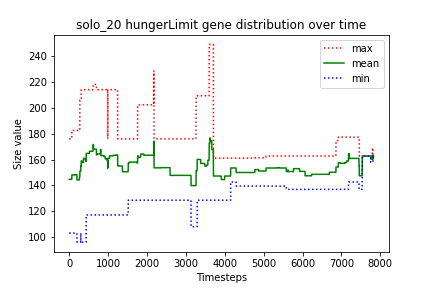 solo_20 hungerLimit gene distribution over time
max
mean
min
Size value
240
220
200
180
160
140
120
100
0
1000
2000
3000
4000
5000
6000
7000
8000
Timesteps